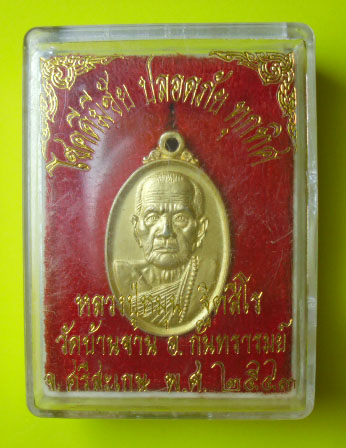 โชคดีมีชัย ปลอดภัย ทุกทิศ
หลวงปู่หมุน ฐิตสีโล
วัดบ้านจาน อ. กันทรารมย์
จ. ศรีสะเกษ พ.ศ. ๒๕๔๓